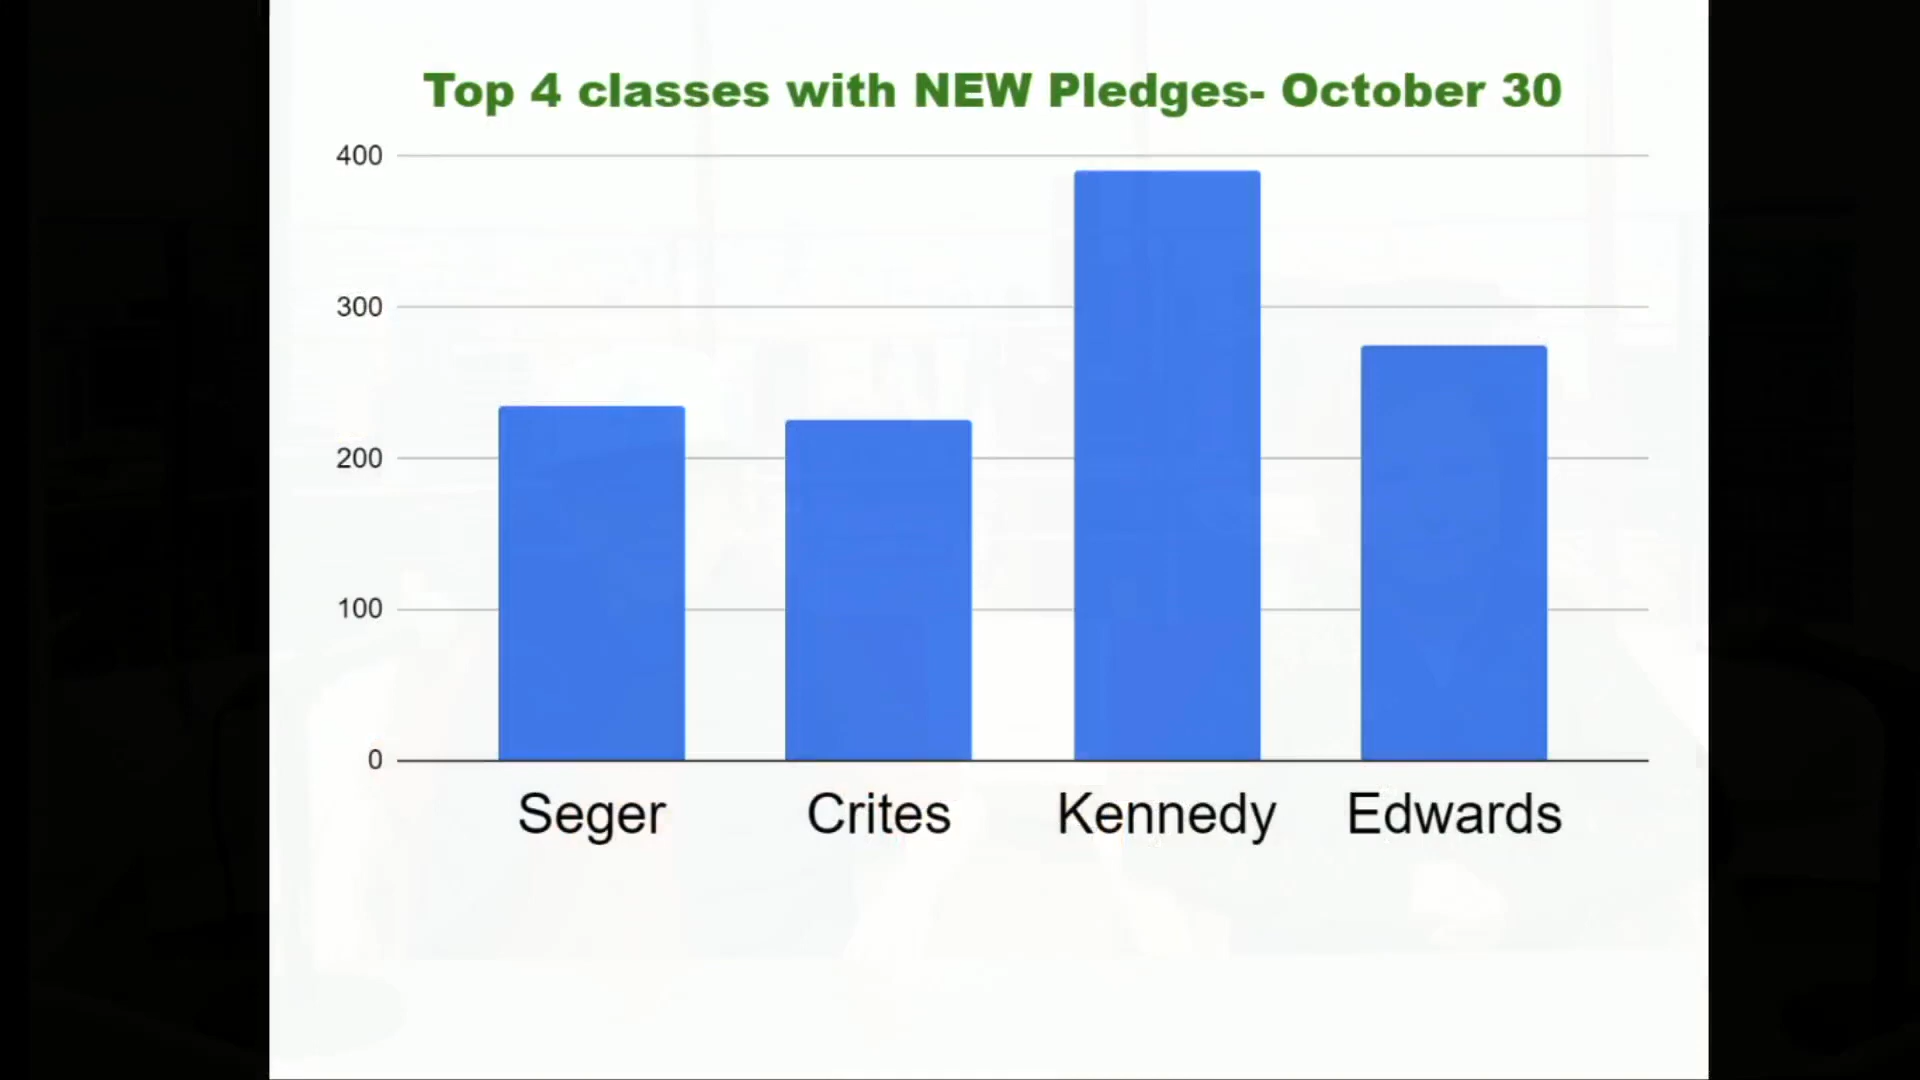 Top 4 classes with NEW Pledges- October 30
400
300
200
100
0
Seger Crites Kennedy Edwards